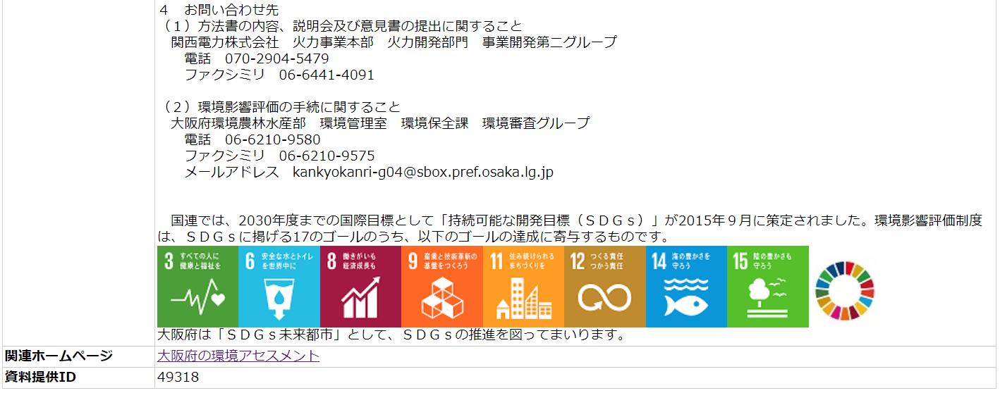 ４　お問い合わせ先
（１）方法書の内容、説明会及び意見書の提出に関すること
関西電力株式会社　火力事業本部　火力開発部門　事業開発第二グループ
電話　070-2904-5479
ファクシミリ　06-6441-4091
（２）環境影響評価の手続に関すること
大阪府環境農林水産部　環境管理室　環境保全課　環境審査グループ
電話　06-6210-9580
ファクシミリ　06-6210-9575
メールアドレス　kankyokanri-g04@sbox.pref.osaka.lg.jp
国連では、2030年度までの国際目標として「持続可能な開発目標（ＳＤＧｓ）」が2015年９月に策定されました。環境影響評価制度
は、ＳＤＧｓに掲げる17のゴールのうち、以下のゴールの達成に寄与するものです。
3 すべての人に
健康と福祉を
6 安全な水とトイレ
を世界中に
8 働きがいも
経済成長も
9 産業と技術革新の
基盤をつくろう
11 住み続けられる
まちづくりを
12 つくる責任
つかう責任
14 海の豊かさを
守ろう
15 陸の豊かさも
守ろう
大阪府は「ＳＤＧｓ未来都市」として、ＳＤＧｓの推進を図ってまいります。
関連ホームページ　大阪府の環境アセスメント
資料提供ID　49318